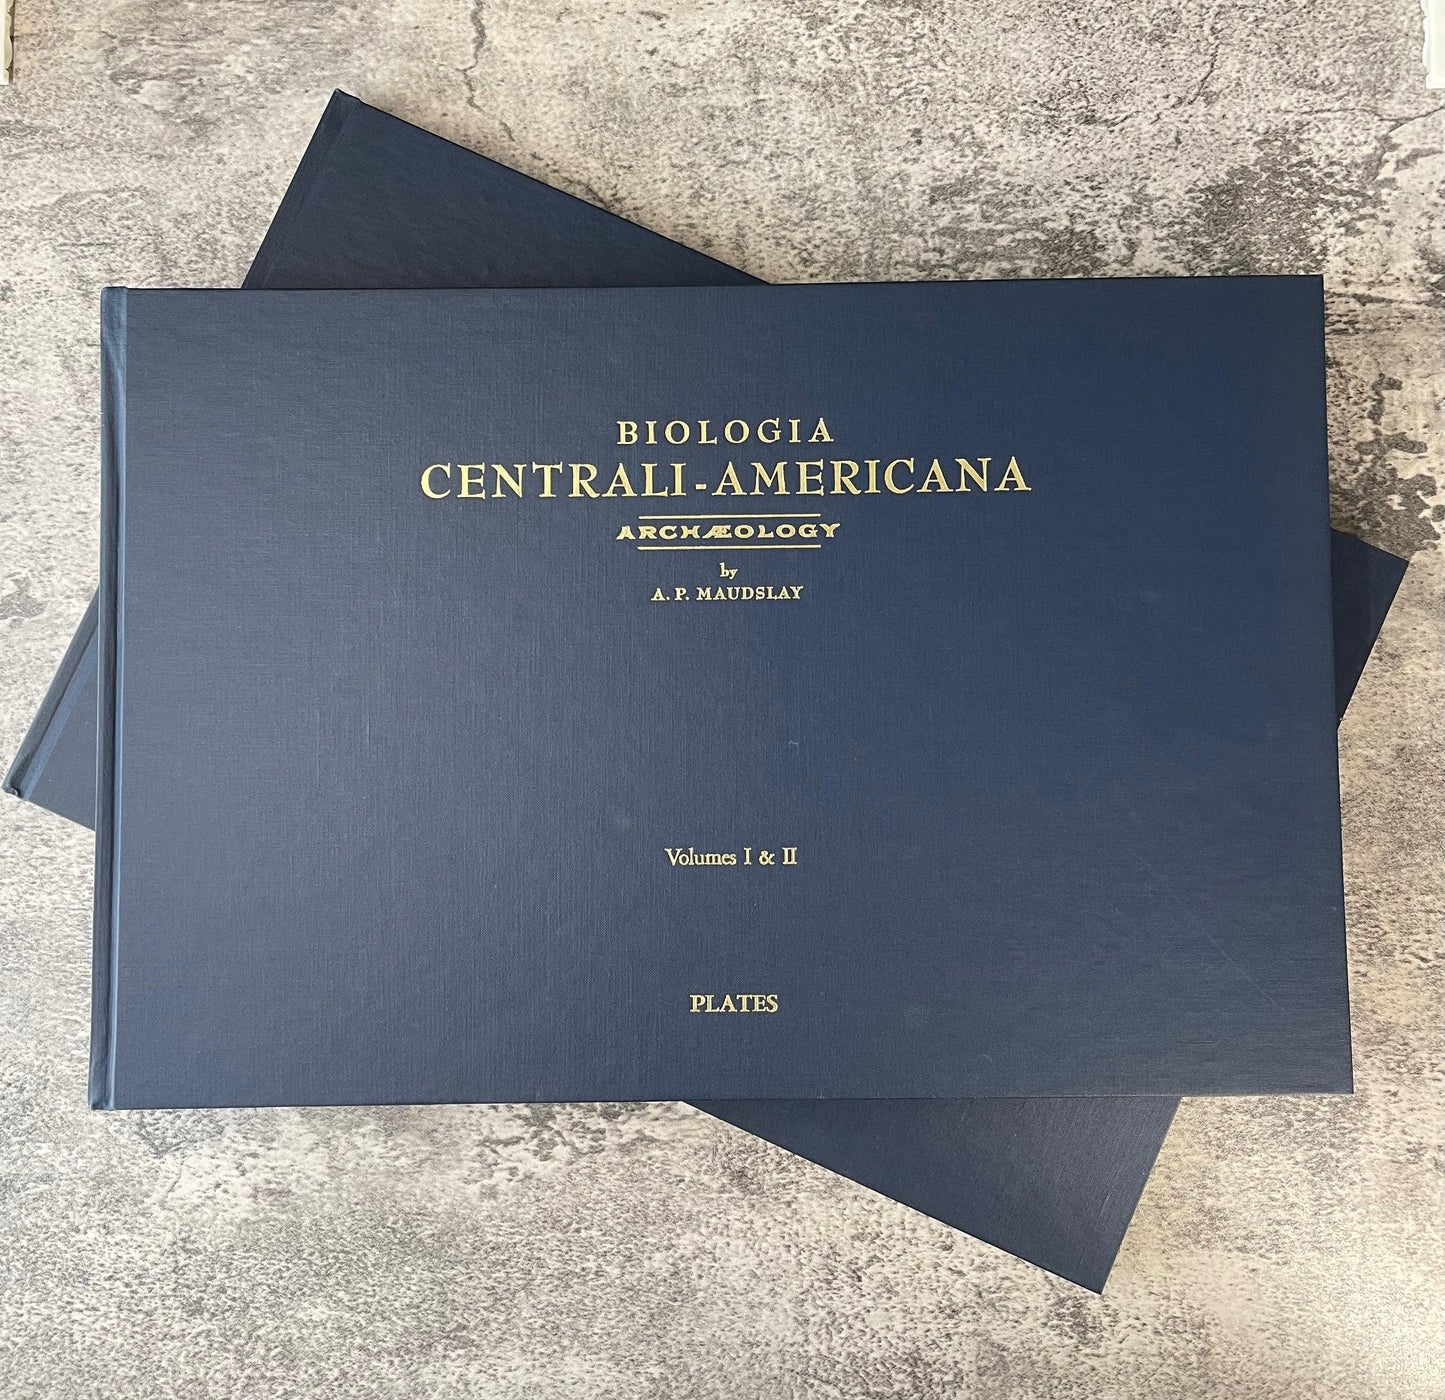 BIOLOGIA
CENTRALI-AMERICANA
ARCHÆOLOGY
by
A. P. MAUDSLAY
Volumes I & II
PLATES